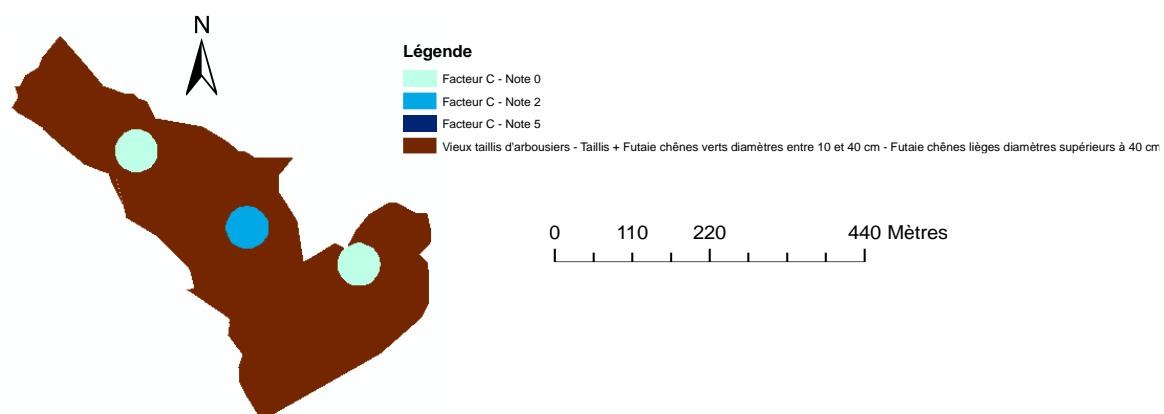 N
Légende
Facteur C - Note 0
Facteur C - Note 2
Facteur C - Note 5
Vieux taillis d'arbousiers - Taillis + Futaie chênes verts diamètres entre 10 et 40 cm - Futaie chênes lièges diamètres supérieurs à 40 cm
0 110 220 440 Mètres